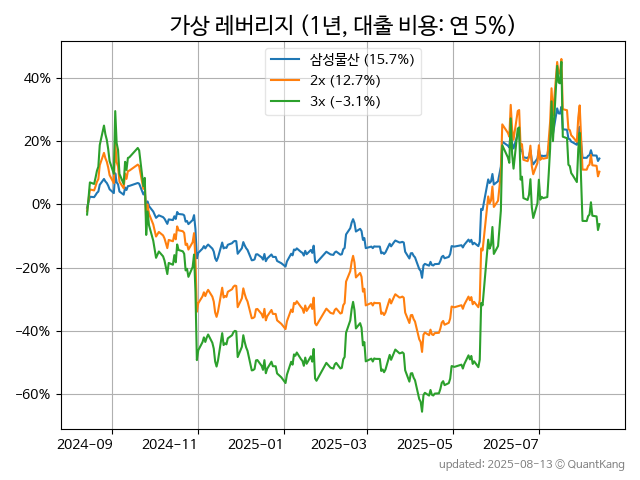 가상 레버리지 (1년, 대출 비용: 연 5%)
삼성물산 (15.7%)
2x (12.7%)
3x (−3.1%)
40%
20%
0%
−20%
−40%
−60%
2024-09
2024-11
2025-01
2025-03
2025-05
2025-07
updated: 2025-08-13 © QuantKang